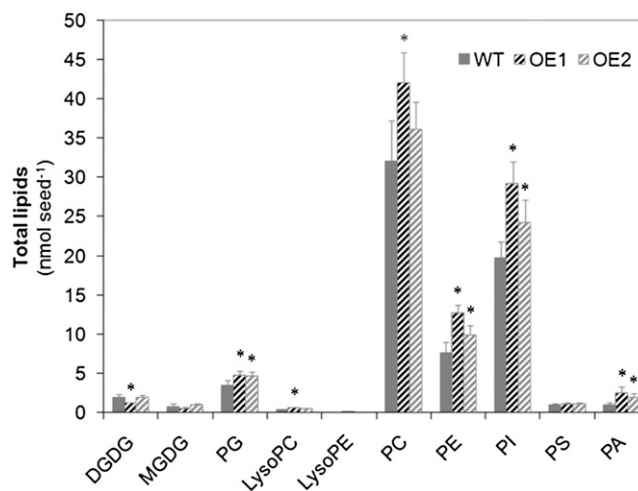 50
45
40
35
30
25
20
15
10
5
0
Total lipids
(nmol seed-1)
WT OE1 OE2
* * * * * * * * * * *
DGDG MGDG PG LysoPC LysoPE PC PE PI PS PA